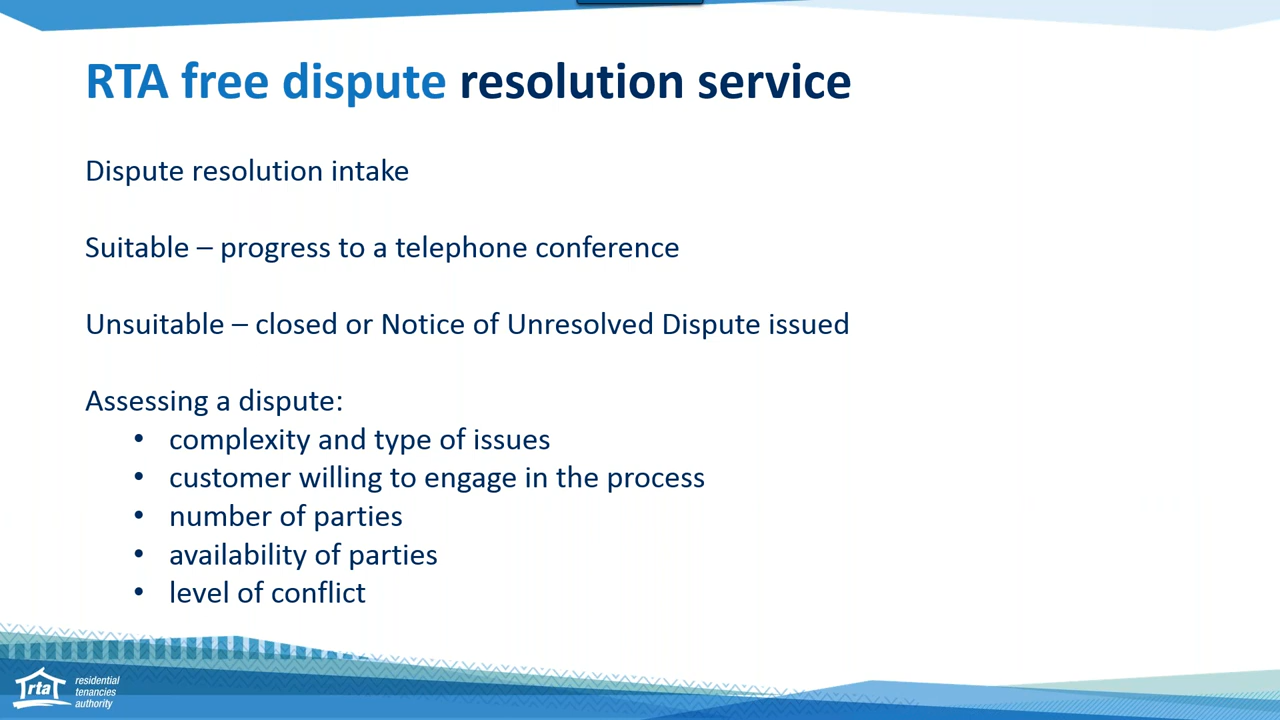 RTA free dispute resolution service
Dispute resolution intake
Suitable – progress to a telephone conference
Unsuitable – closed or Notice of Unresolved Dispute issued
Assessing a dispute:
• complexity and type of issues
• customer willing to engage in the process
• number of parties
• availability of parties
• level of conflict
rta
residential
tenancies
authority